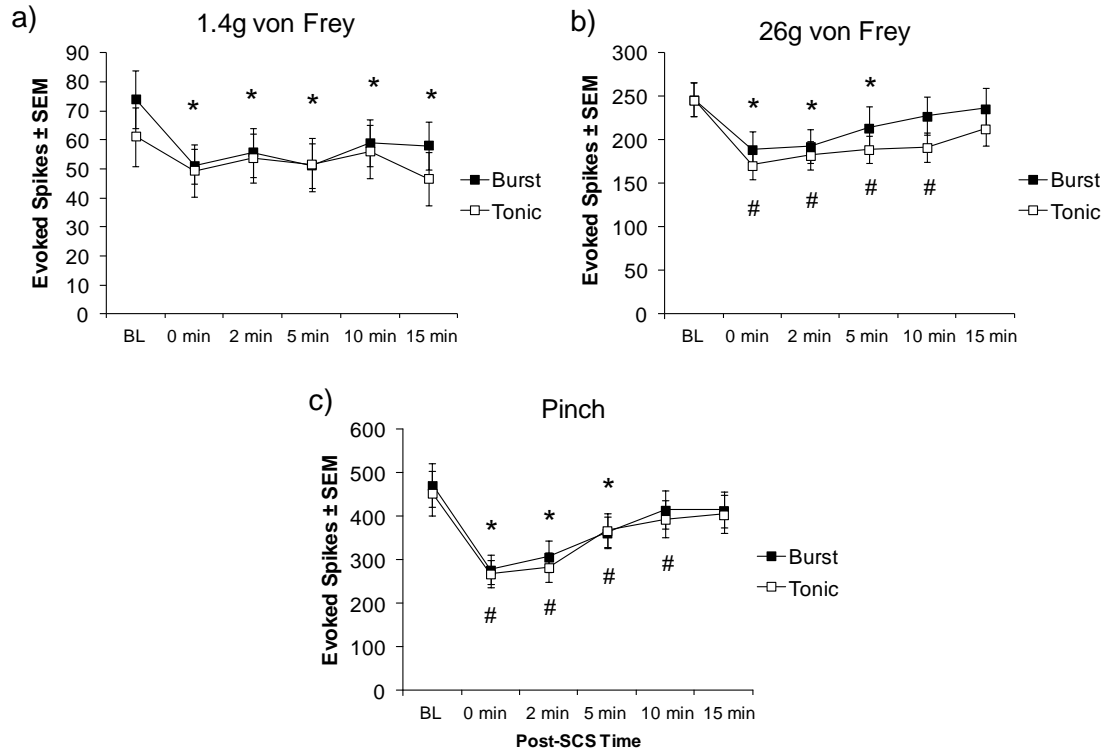 a)
1.4g von Frey
Evoked Spikes ± SEM
90
80
70
60
50
40
30
20
10
0
* * * * *
BL 0 min 2 min 5 min 10 min 15 min
Burst
Tonic
b)
26g von Frey
Evoked Spikes ± SEM
300
250
200
150
100
50
0
* * *
# # # #
BL 0 min 2 min 5 min 10 min 15 min
Burst
Tonic
c)
Pinch
Evoked Spikes ± SEM
600
500
400
300
200
100
0
* * *
# # # #
BL 0 min 2 min 5 min 10 min 15 min
Post-SCS Time
Burst
Tonic